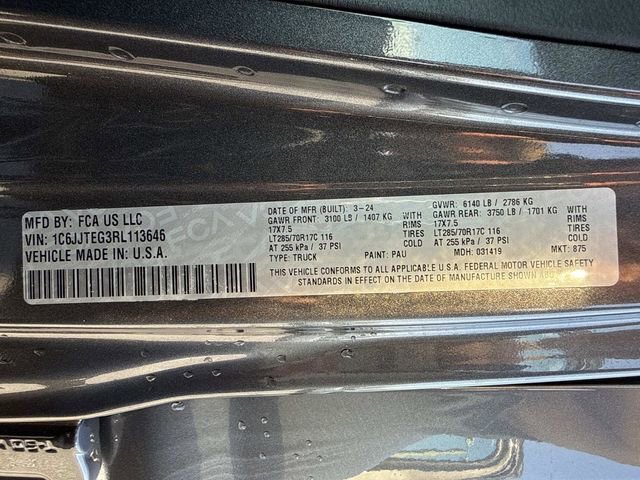 MFD BY: FCA US LLC
VIN: 1C6JJTEG3RL113646
VEHICLE MADE IN U.S.A.
DATE OF MFR (BUILT): 3-24
GAWR FRONT: 3100 LB / 1407 KG WITH
17X7.5 RIMS
LT285/70R17C 116 TIRES
AT 255 kPa / 37 PSI
TYPE: TRUCK PAINT: PAU
GVWR: 6140 LB / 2786 KG
GAWR REAR: 3750 LB / 1701 KG WITH
17X7.5 RIMS
LT285/70R17C 116 TIRES
AT 255 kPa / 37 PSI
MDH: 031419 MKT: 875
THIS VEHICLE CONFORMS TO ALL APPLICABLE U.S.A. FEDERAL MOTOR VEHICLE SAFETY
STANDARDS IN EFFECT ON THE DATE OF MANUFACTURE SHOWN